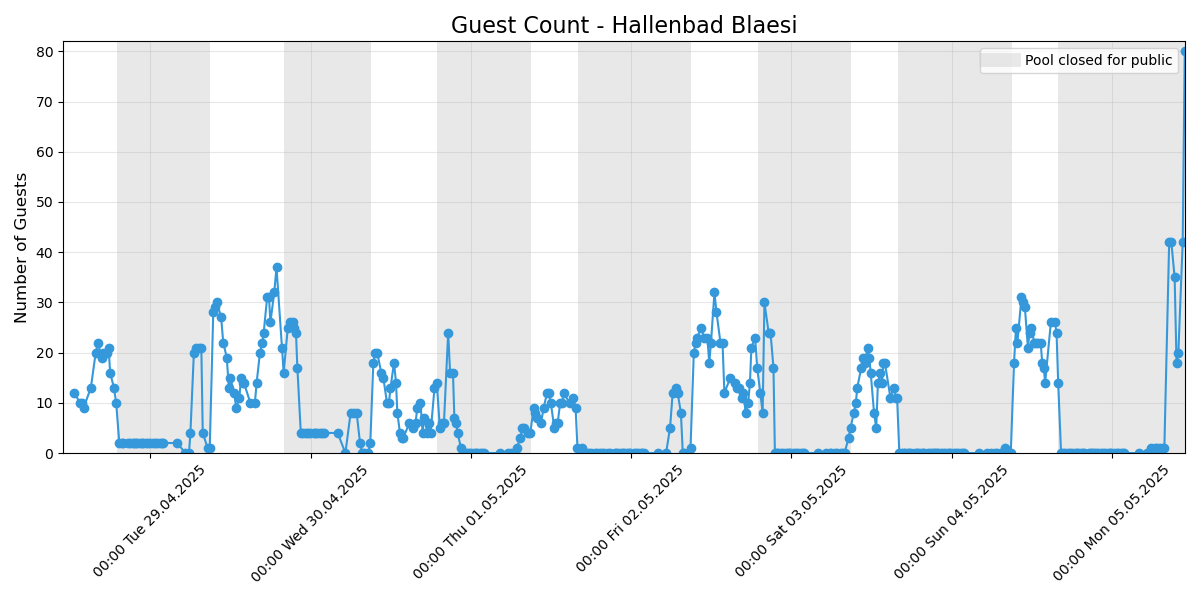 Guest Count - Hallenbad Blaesi
Pool closed for public
Number of Guests
80
70
60
50
40
30
20
10
0
00:00 Tue 29.04.2025
00:00 Wed 30.04.2025
00:00 Thu 01.05.2025
00:00 Fri 02.05.2025
00:00 Sat 03.05.2025
00:00 Sun 04.05.2025
00:00 Mon 05.05.2025